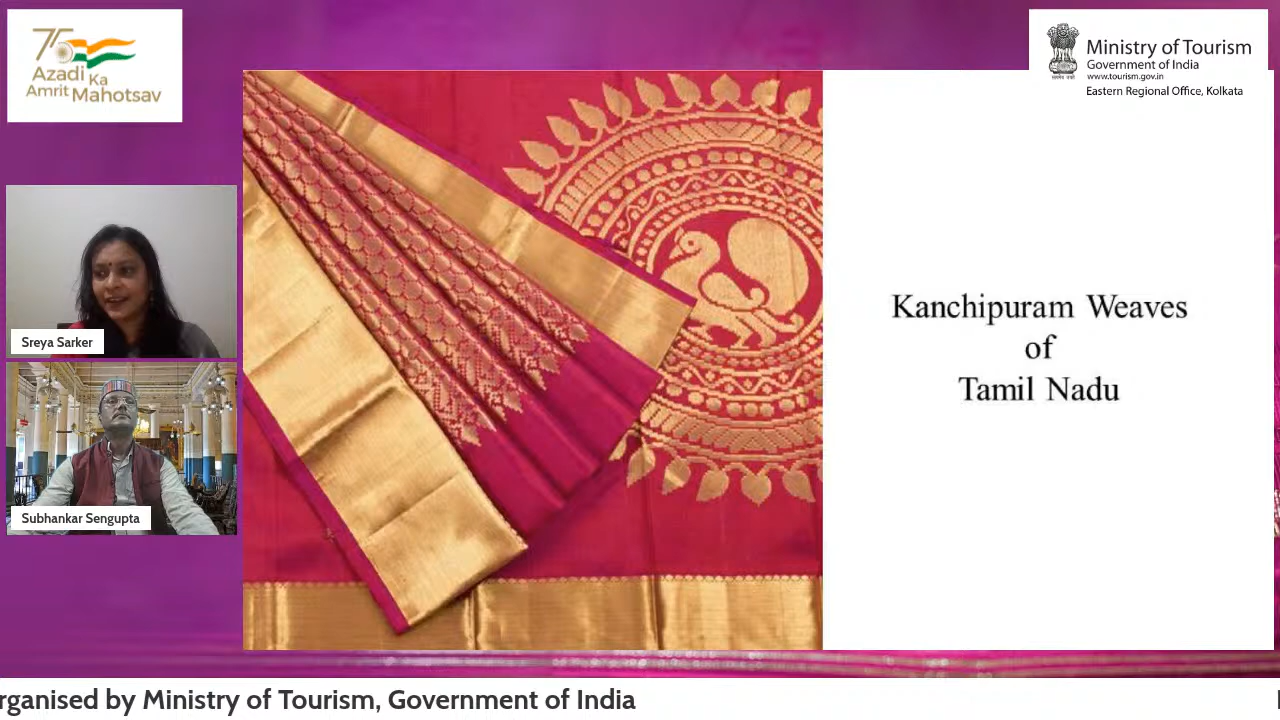 75
Azadi Ka
Amrit Mahotsav
Ministry of Tourism
Government of India
www.tourism.gov.in
Eastern Regional Office, Kolkata
Sreya Sarker
Subhankar Sengupta
Kanchipuram Weaves
of
Tamil Nadu
rganised by Ministry of Tourism, Government of India